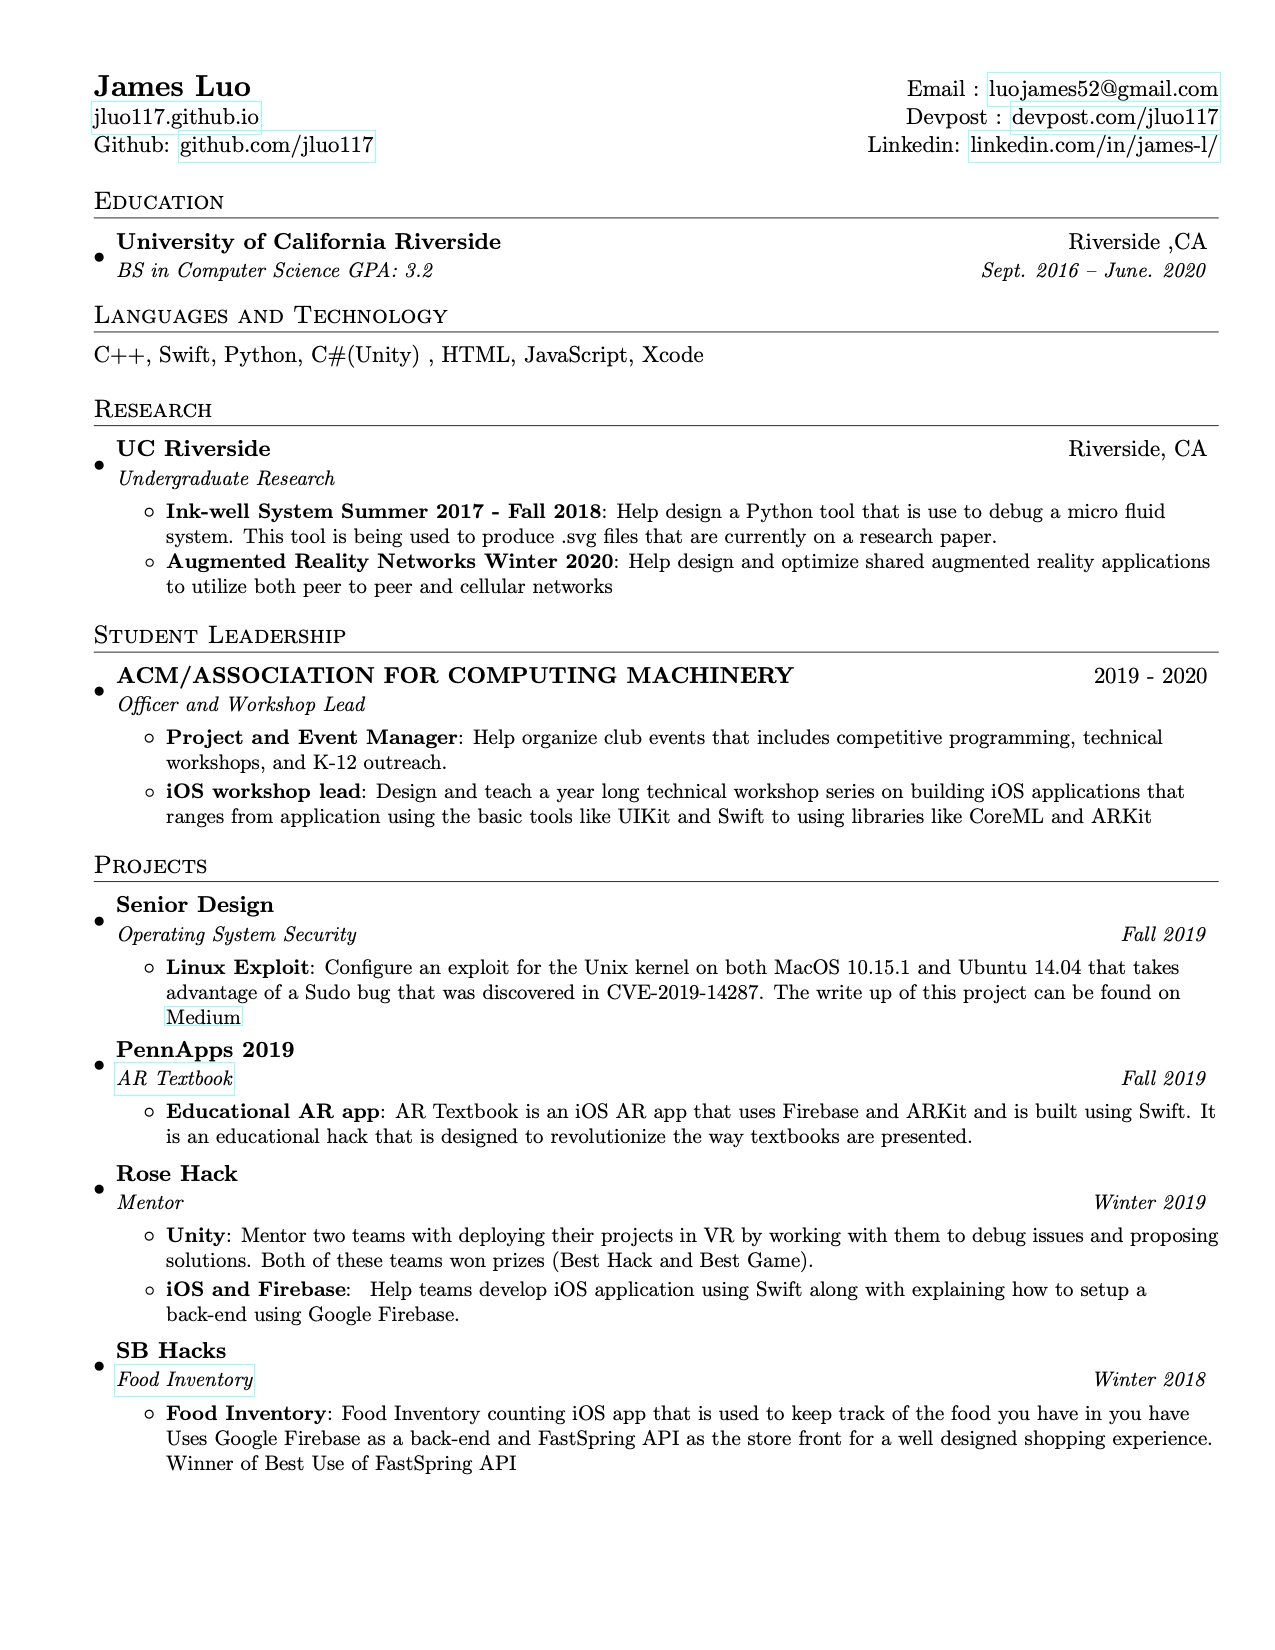 James Luo
Email : luojames52@gmail.com
jluo117.github.io
Devpost : devpost.com/jluo117
Github: github.com/jluo117
Linkedin: linkedin.com/in/james-l/
Education
• University of California Riverside Riverside ,CA
BS in Computer Science GPA: 3.2 Sept. 2016 – June. 2020
Languages and Technology
C++, Swift, Python, C#(Unity) , HTML, JavaScript, Xcode
Research
• UC Riverside Riverside, CA
Undergraduate Research
◦ Ink-well System Summer 2017 - Fall 2018: Help design a Python tool that is use to debug a micro fluid
system. This tool is being used to produce .svg files that are currently on a research paper.
◦ Augmented Reality Networks Winter 2020: Help design and optimize shared augmented reality applications
to utilize both peer to peer and cellular networks
Student Leadership
• ACM/ASSOCIATION FOR COMPUTING MACHINERY 2019 - 2020
Officer and Workshop Lead
◦ Project and Event Manager: Help organize club events that includes competitive programming, technical
workshops, and K-12 outreach.
◦ iOS workshop lead: Design and teach a year long technical workshop series on building iOS applications that
ranges from application using the basic tools like UIKit and Swift to using libraries like CoreML and ARKit
Projects
• Senior Design
Operating System Security Fall 2019
◦ Linux Exploit: Configure an exploit for the Unix kernel on both MacOS 10.15.1 and Ubuntu 14.04 that takes
advantage of a Sudo bug that was discovered in CVE-2019-14287. The write up of this project can be found on
Medium
• PennApps 2019
AR Textbook Fall 2019
◦ Educational AR app: AR Textbook is an iOS AR app that uses Firebase and ARKit and is built using Swift. It
is an educational hack that is designed to revolutionize the way textbooks are presented.
• Rose Hack
Mentor Winter 2019
◦ Unity: Mentor two teams with deploying their projects in VR by working with them to debug issues and proposing
solutions. Both of these teams won prizes (Best Hack and Best Game).
◦ iOS and Firebase: Help teams develop iOS application using Swift along with explaining how to setup a
back-end using Google Firebase.
• SB Hacks
Food Inventory Winter 2018
◦ Food Inventory: Food Inventory counting iOS app that is used to keep track of the food you have in you have
Uses Google Firebase as a back-end and FastSpring API as the store front for a well designed shopping experience.
Winner of Best Use of FastSpring API